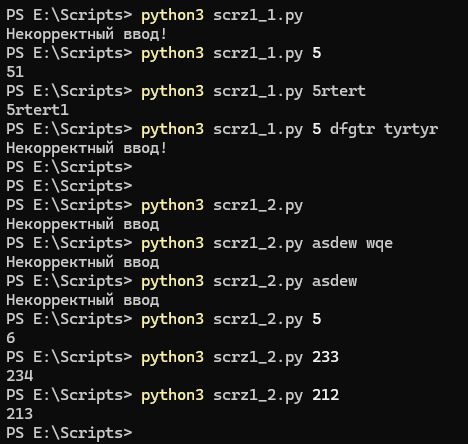 PS E:\Scripts> python3 scrz1_1.py
Некорректный ввод!
PS E:\Scripts> python3 scrz1_1.py 5
51
PS E:\Scripts> python3 scrz1_1.py 5rtert
5rtert1
PS E:\Scripts> python3 scrz1_1.py 5 dfgtr tyrtyr
Некорректный ввод!
PS E:\Scripts>
PS E:\Scripts>
PS E:\Scripts> python3 scrz1_2.py
Некорректный ввод
PS E:\Scripts> python3 scrz1_2.py asdew wqe
Некорректный ввод
PS E:\Scripts> python3 scrz1_2.py asdew
Некорректный ввод
PS E:\Scripts> python3 scrz1_2.py 5
6
PS E:\Scripts> python3 scrz1_2.py 233
234
PS E:\Scripts> python3 scrz1_2.py 212
213
PS E:\Scripts>